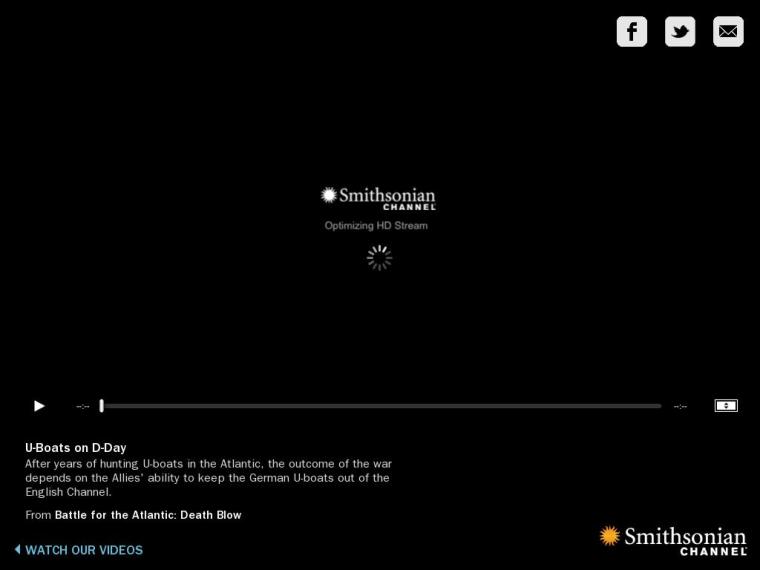 Smithsonian
CHANNEL
Optimizing HD Stream
--:--
--:--
U-Boats on D-Day
After years of hunting U-boats in the Atlantic, the outcome of the war
depends on the Allies' ability to keep the German U-boats out of the
English Channel.
From Battle for the Atlantic: Death Blow
WATCH OUR VIDEOS
Smithsonian
CHANNEL